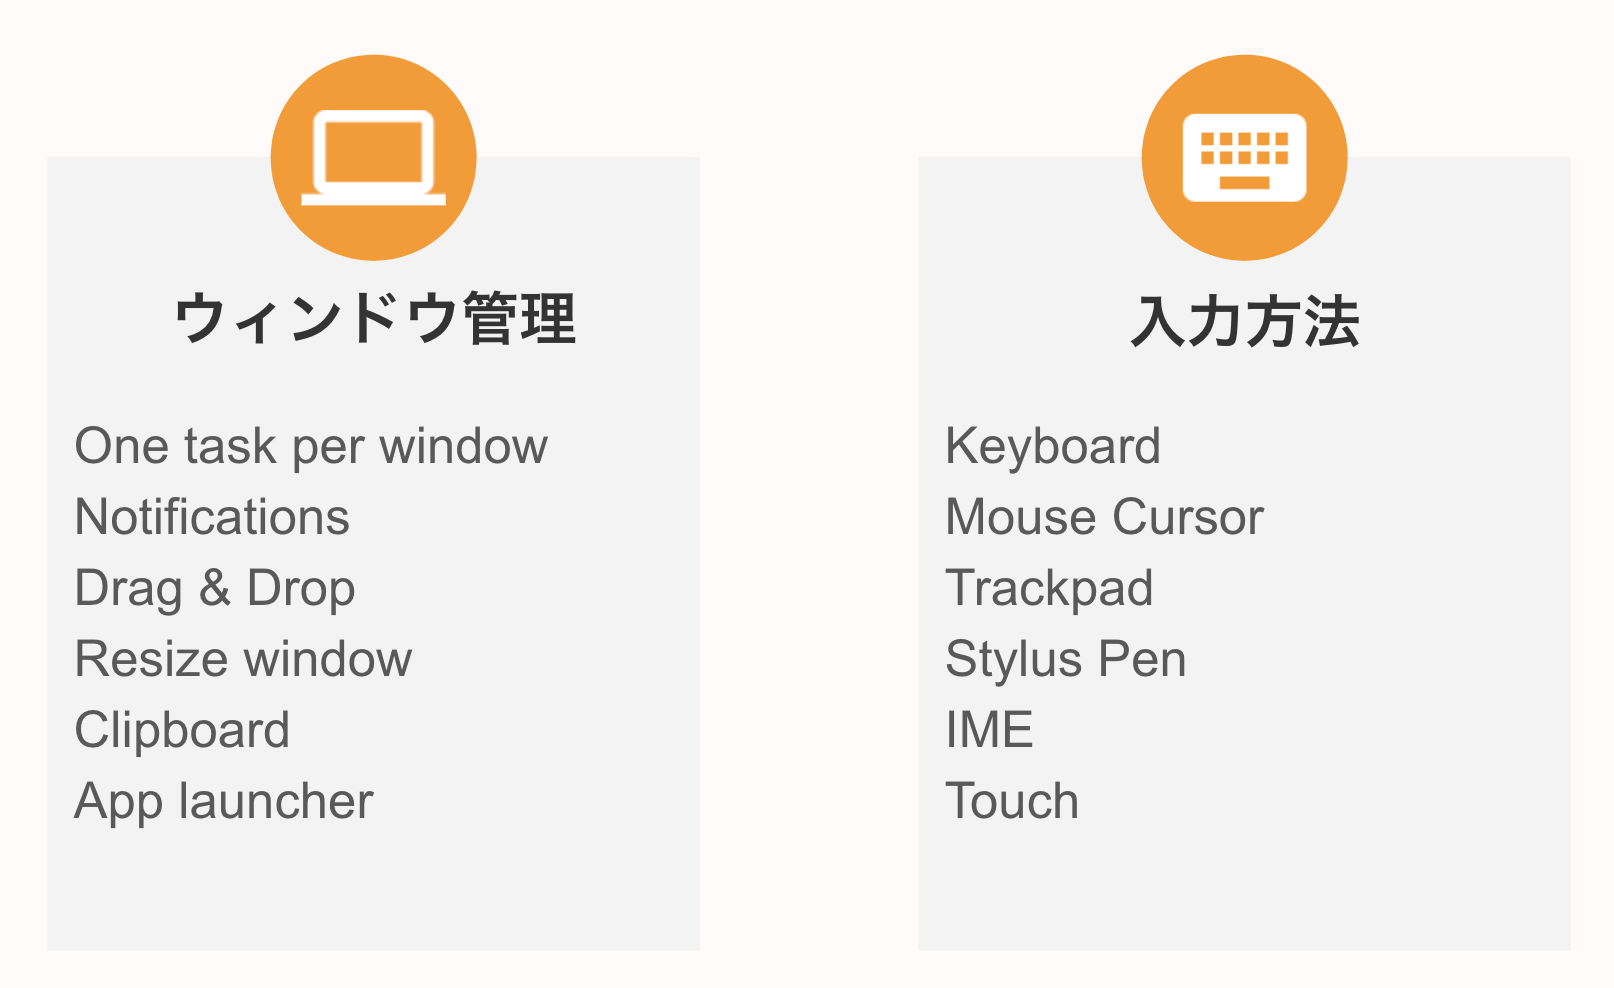 ウィンドウ管理
One task per window
Notifications
Drag & Drop
Resize window
Clipboard
App launcher
入力方法
Keyboard
Mouse Cursor
Trackpad
Stylus Pen
IME
Touch